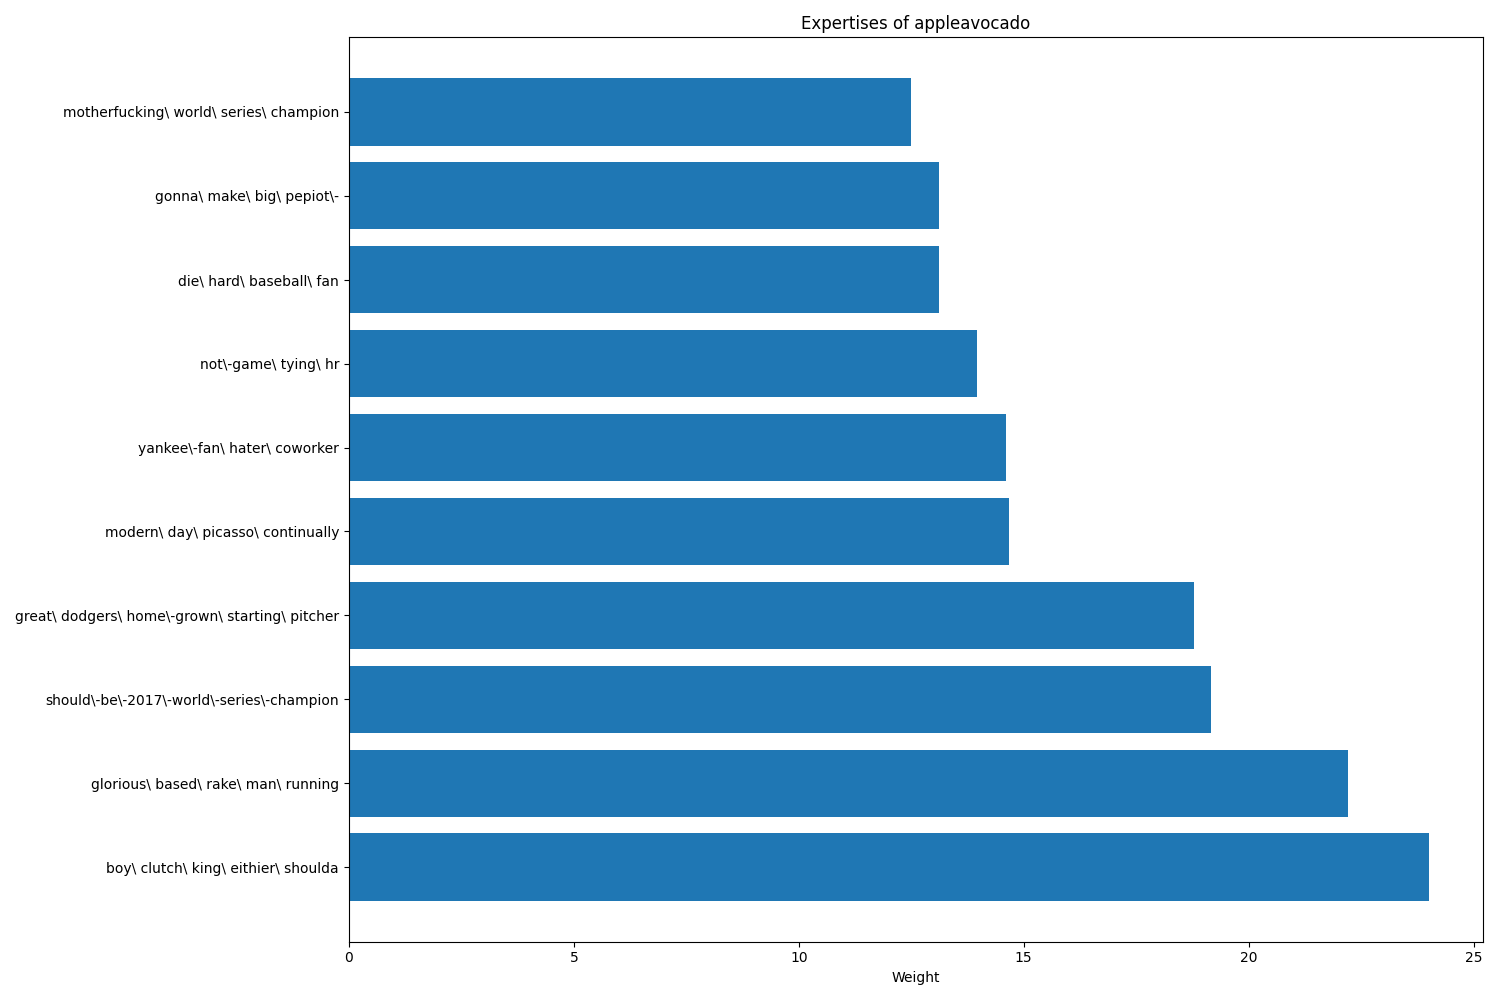 Expertises of appleavocado
motherfucking\ world\ series\ champion
gonna\ make\ big\ pepiot\-
die\ hard\ baseball\ fan
not\-game\ tying\ hr
yankee\-fan\ hater\ coworker
modern\ day\ picasso\ continually
great\ dodgers\ home\-grown\ starting\ pitcher
should\-be\-2017\-world\-series\-champion
glorious\ based\ rake\ man\ running
boy\ clutch\ king\ eithier\ shoulda
0 5 10 15 20 25
Weight